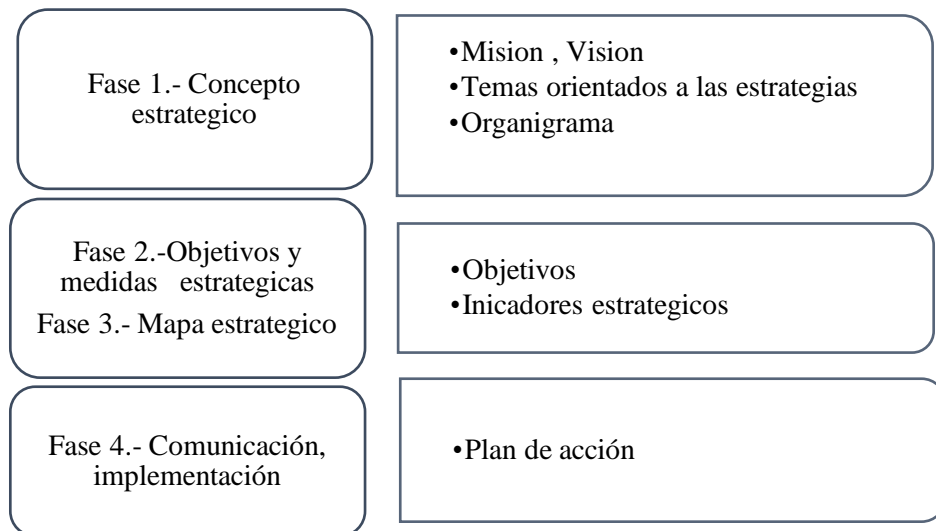 Fase 1.- Concepto
estrategico
•Mision , Vision
•Temas orientados a las estrategias
•Organigrama
Fase 2.-Objetivos y
medidas estrategicas
Fase 3.- Mapa estrategico
•Objetivos
•Inicadores estrategicos
Fase 4.- Comunicación,
implementación
•Plan de acción